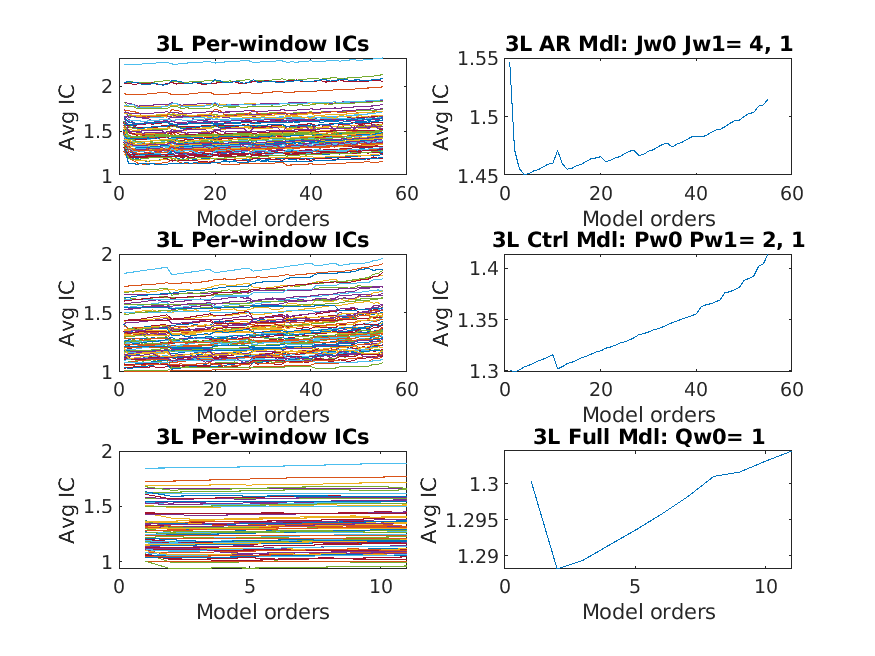 3L Per-window ICs
Avg IC
2
1.5
1
0 20 40 60
Model orders
3L AR Mdl: Jw0 Jw1= 4, 1
Avg IC
1.55
1.5
1.45
0 20 40 60
Model orders
3L Per-window ICs
Avg IC
2
1.5
1
0 20 40 60
Model orders
3L Ctrl Mdl: Pw0 Pw1= 2, 1
Avg IC
1.4
1.35
1.3
0 20 40 60
Model orders
3L Per-window ICs
Avg IC
2
1.5
1
0 5 10
Model orders
3L Full Mdl: Qw0= 1
Avg IC
1.3
1.295
1.29
0 5 10
Model orders